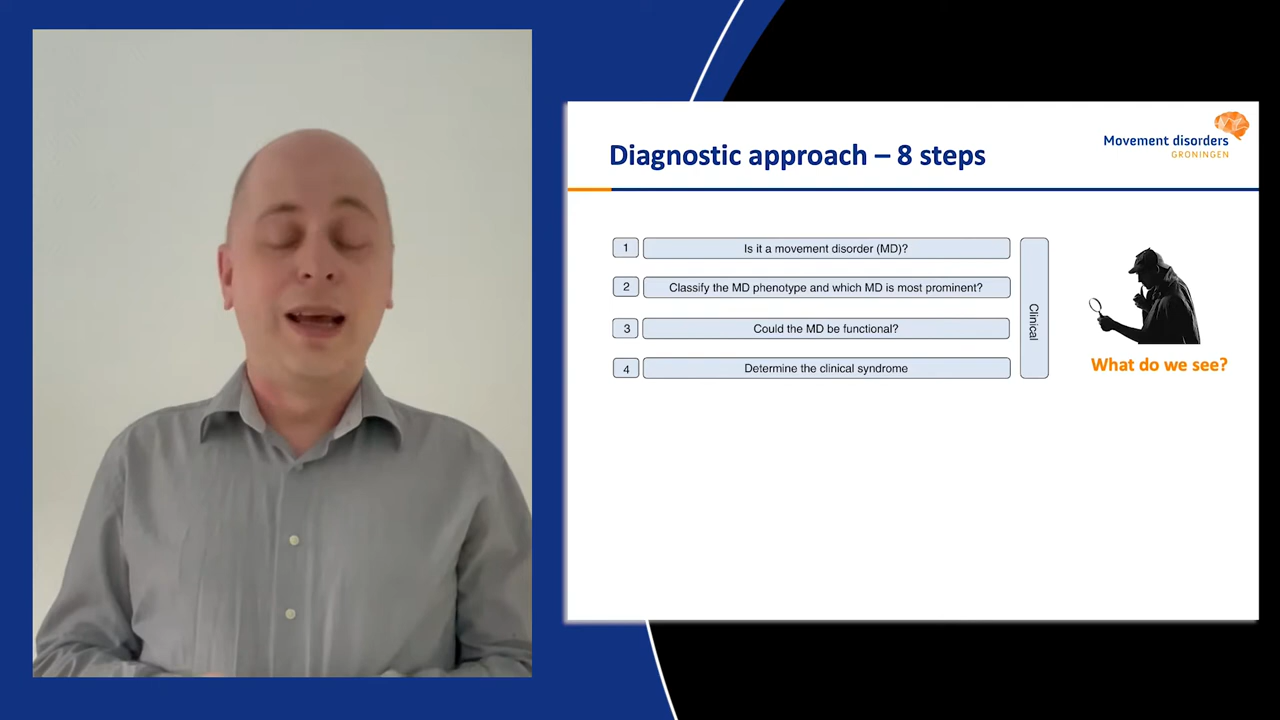 Diagnostic approach – 8 steps
Movement disorders
GRONINGEN
1 Is it a movement disorder (MD)?
2 Classify the MD phenotype and which MD is most prominent?
3 Could the MD be functional?
4 Determine the clinical syndrome
Clinical
What do we see?